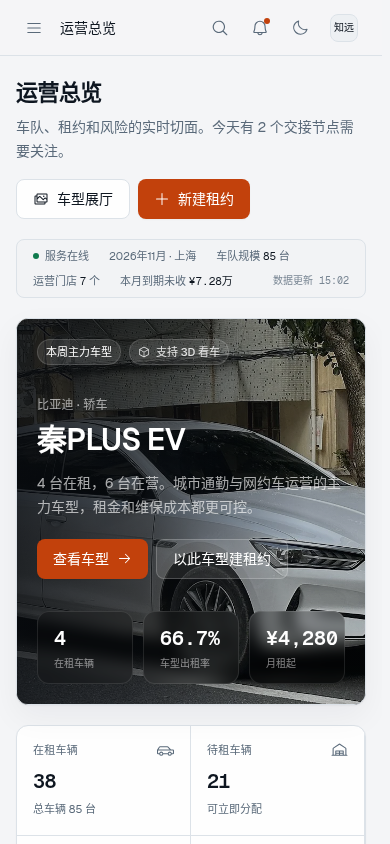 运营总览
知远
运营总览
车队、租约和风险的实时切面。今天有 2 个交接节点需
要关注。
车型展厅
新建租约
服务在线 2026年11月 · 上海 车队规模 85 台
运营门店 7 个 本月到期未收 ¥7.28万 数据更新 15:02
本周主力车型 支持 3D 看车
比亚迪 · 轿车
秦PLUS EV
4 台在租，6 台在营。城市通勤与网约车运营的主
力车型，租金和维保成本都更可控。
查看车型
以此车型建租约
4 66.7% ¥4,280
在租车辆 车型出租率 月租起
在租车辆 待租车辆
38 21
总车辆 85 台 可立即分配